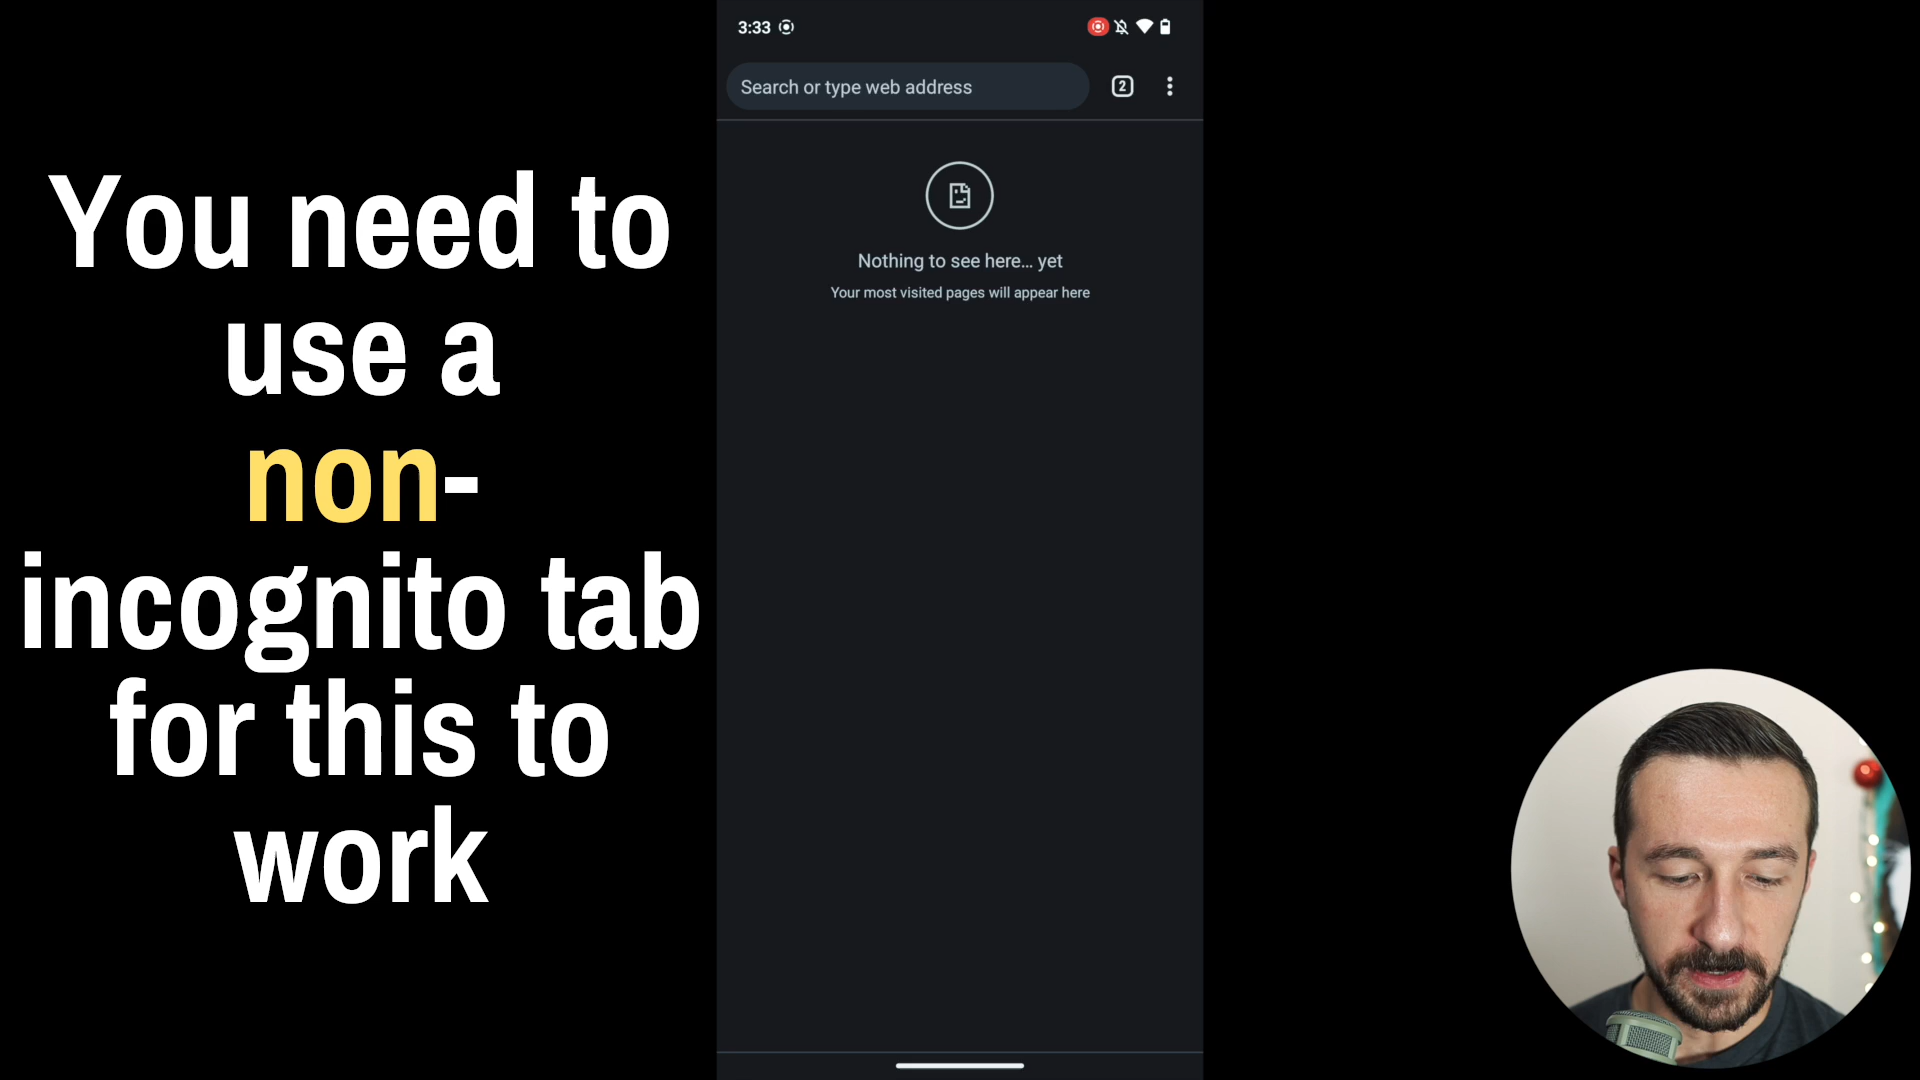 You need to
use a
non-
incognito tab
for this to
work
3:33
Search or type web address
2
Nothing to see here... yet
Your most visited pages will appear here